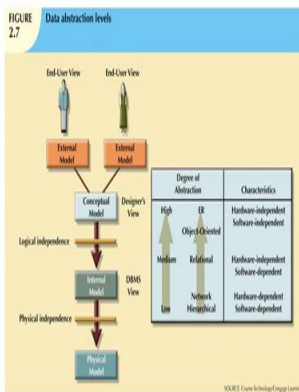 FIGURE
2.7
Data abstraction levels
End-User View
End-User View
External
Model
External
Model
Conceptual
Model
Designer's
View
Logical independence
Internal
Model
DBMS
View
Physical independence
Physical
Model
Degree of
Abstraction
Characteristics
High
ER
Object-Oriented
Hardware-independent
Software-independent
Medium
Relational
Hardware-independent
Software-dependent
Low
Network
Hierarchical
Hardware-dependent
Software-dependent
SOURCE: Course Technology/Cengage Learning